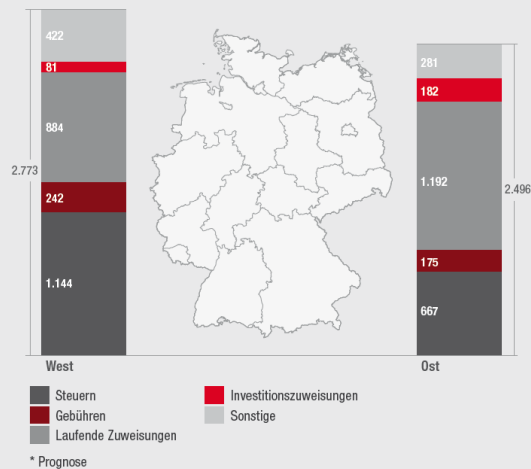 422
81
884
2.773
242
1.144
West
281
182
1.192
2.496
175
667
Ost
Steuern
Gebühren
Laufende Zuweisungen
Investitionszuweisungen
Sonstige
* Prognose